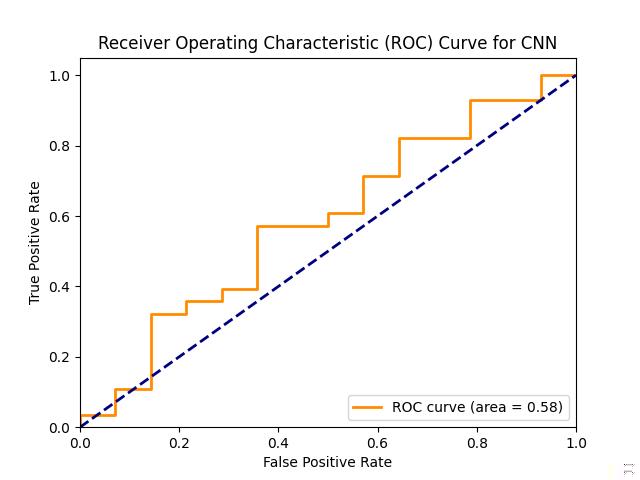 Receiver Operating Characteristic (ROC) Curve for CNN
True Positive Rate
1.0
0.8
0.6
0.4
0.2
0.0
ROC curve (area = 0.58)
0.0 0.2 0.4 0.6 0.8 1.0
False Positive Rate